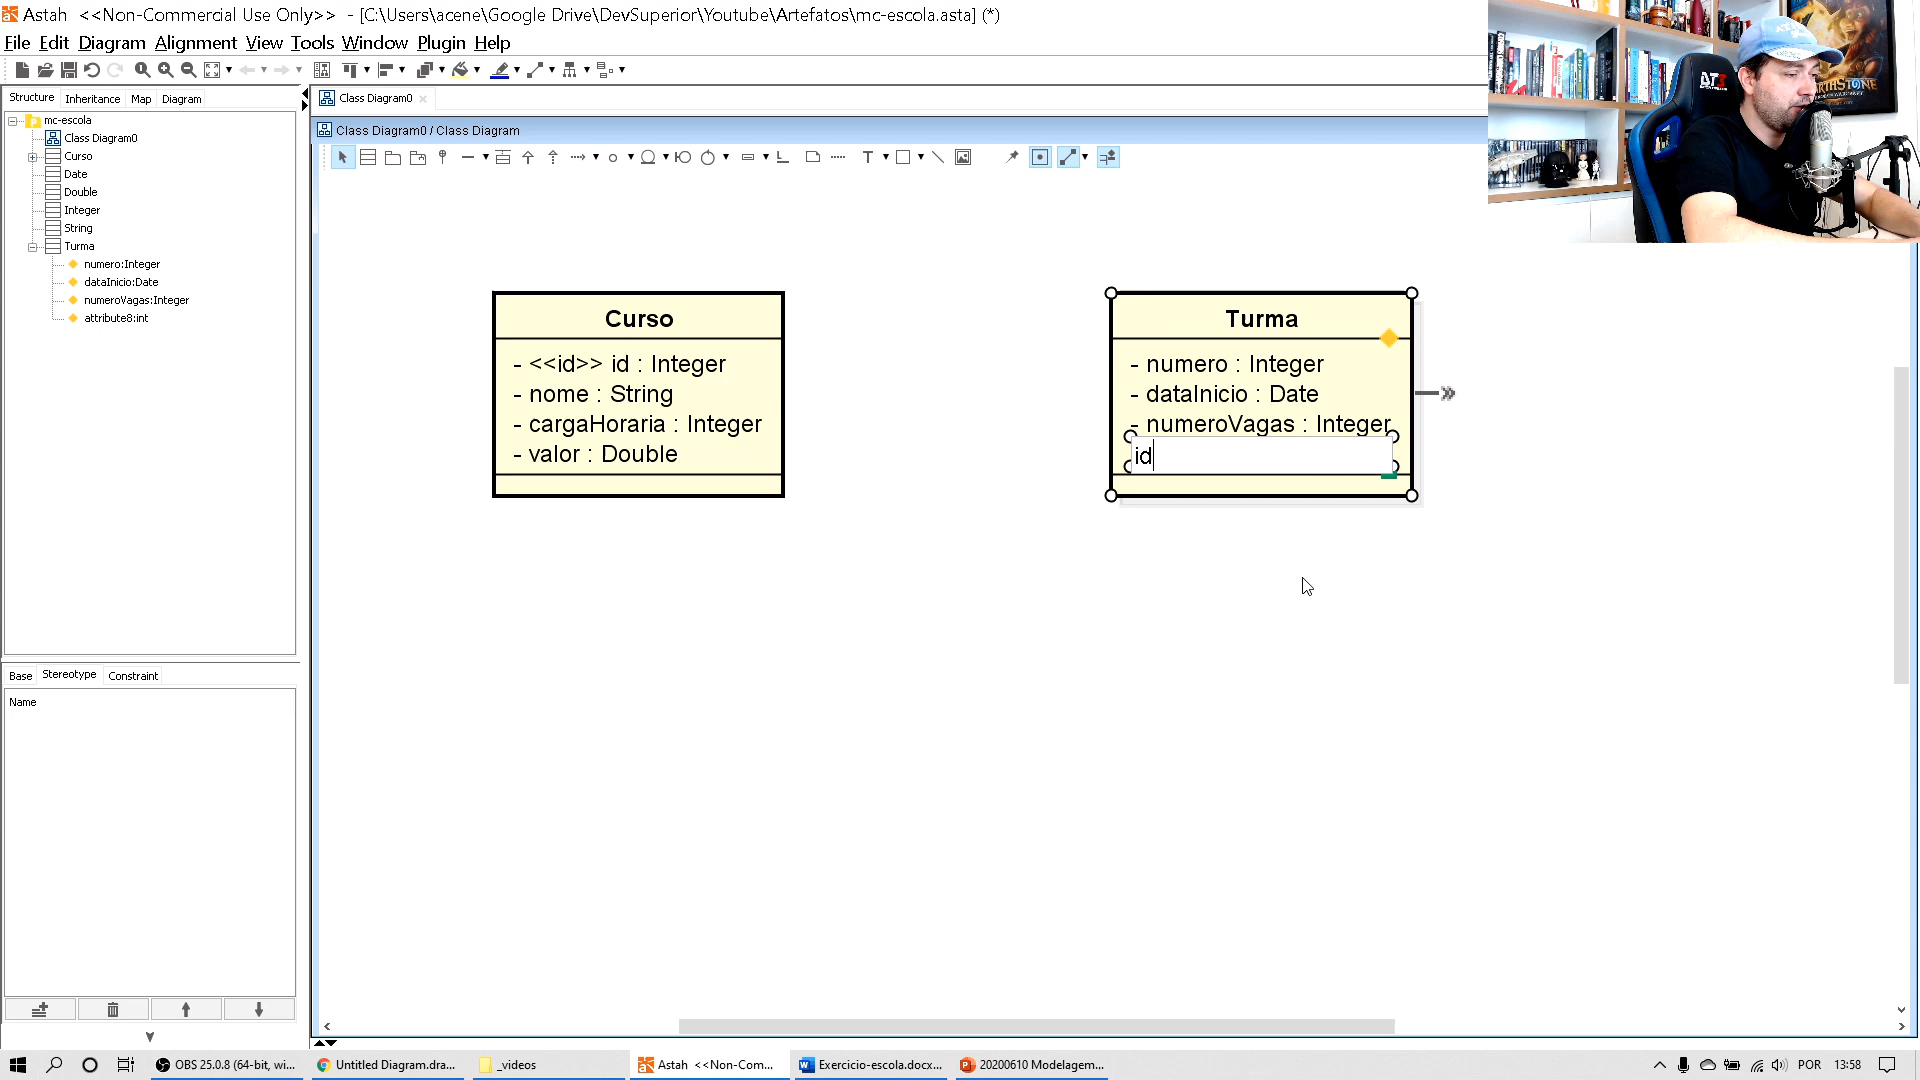 Astah <<Non-Commercial Use Only>> - [C:\Users\acene\Google Drive\DevSuperior\Youtube\Artefatos\mc-escola.asta] (*)
File Edit Diagram Alignment View Tools Window Plugin Help
Structure Inheritance Map Diagram
mc-escola
Class Diagram0
Curso
Date
Double
Integer
String
Turma
numero:Integer
dataInicio:Date
numeroVagas:Integer
attribute8:int
Base Stereotype Constraint
Name
Class Diagram0
Class Diagram0 / Class Diagram
Curso
- <<id>> id : Integer
- nome : String
- cargaHoraria : Integer
- valor : Double
Turma
- numero : Integer
- dataInicio : Date
- numeroVagas : Integer
id
OBS 25.0.8 (64-bit, wi...
Untitled Diagram.dra...
_videos
Astah <<Non-Com...
Exercicio-escola.docx...
20200610 Modelagem...
POR
13:58